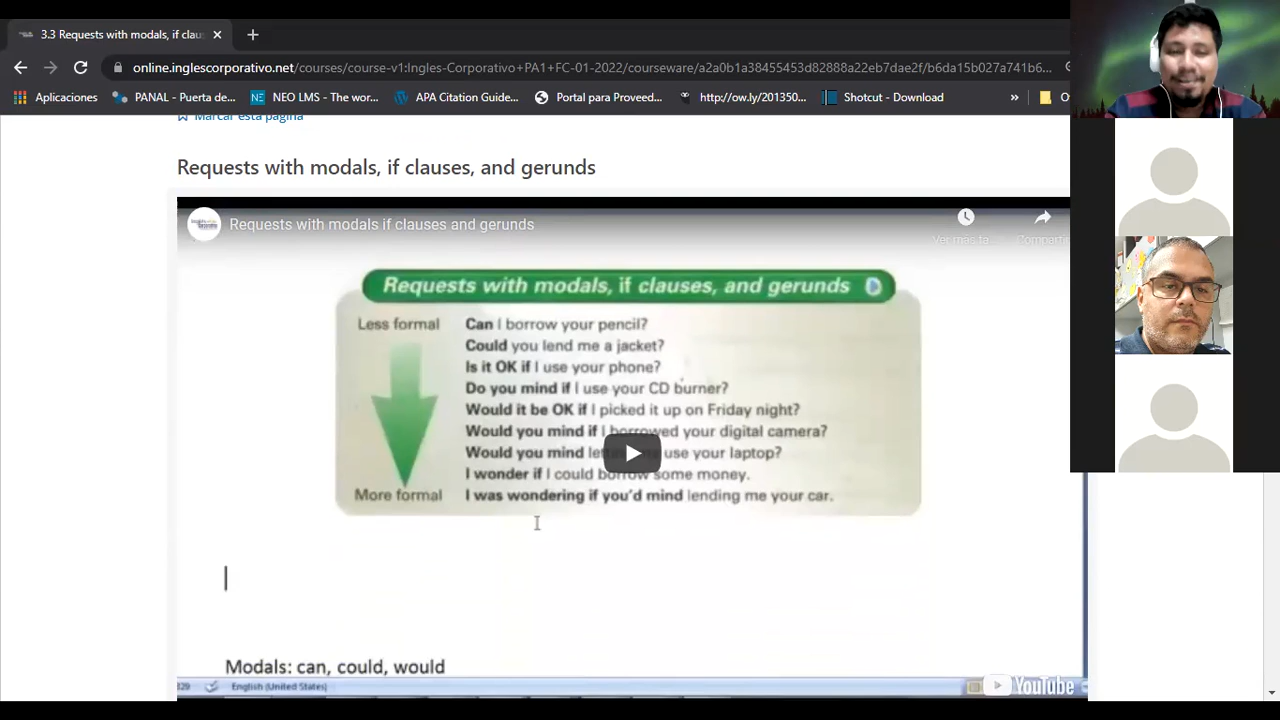 3.3 Requests with modals, if clau
online.inglescorporativo.net/courses/course-v1:Ingles-Corporativo+PA1+FC-01-2022/courseware/a2a0b1a38455453d82888a22eb7dae2f/b6da15b027a741b6...
Aplicaciones PANAL - Puerta de... NEO LMS - The wor... APA Citation Guide... Portal para Proveed... http://ow.ly/201350... Shotcut - Download »
Marcar esta página
Requests with modals, if clauses, and gerunds
Requests with modals if clauses and gerunds
Ver más ta...
Comparti
Requests with modals, if clauses, and gerunds
Less formal
Can I borrow your pencil?
Could you lend me a jacket?
Is it OK if I use your phone?
Do you mind if I use your CD burner?
Would it be OK if I picked it up on Friday night?
Would you mind if I borrowed your digital camera?
Would you mind use your laptop?
I wonder if I could borrow some money.
More formal
I was wondering if you'd mind lending me your car.
Modals: can, could, would
329 English (United States)
YouTube